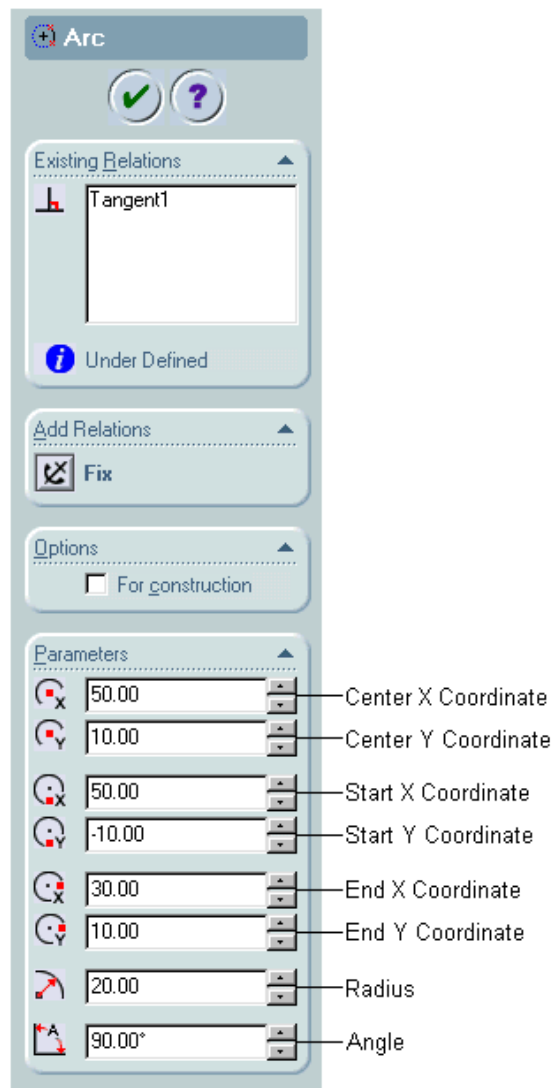 Arc
Existing Relations
Tangent1
Under Defined
Add Relations
Fix
Options
For construction
Parameters
50.00 Center X Coordinate
10.00 Center Y Coordinate
50.00 Start X Coordinate
-10.00 Start Y Coordinate
30.00 End X Coordinate
10.00 End Y Coordinate
20.00 Radius
90.00° Angle